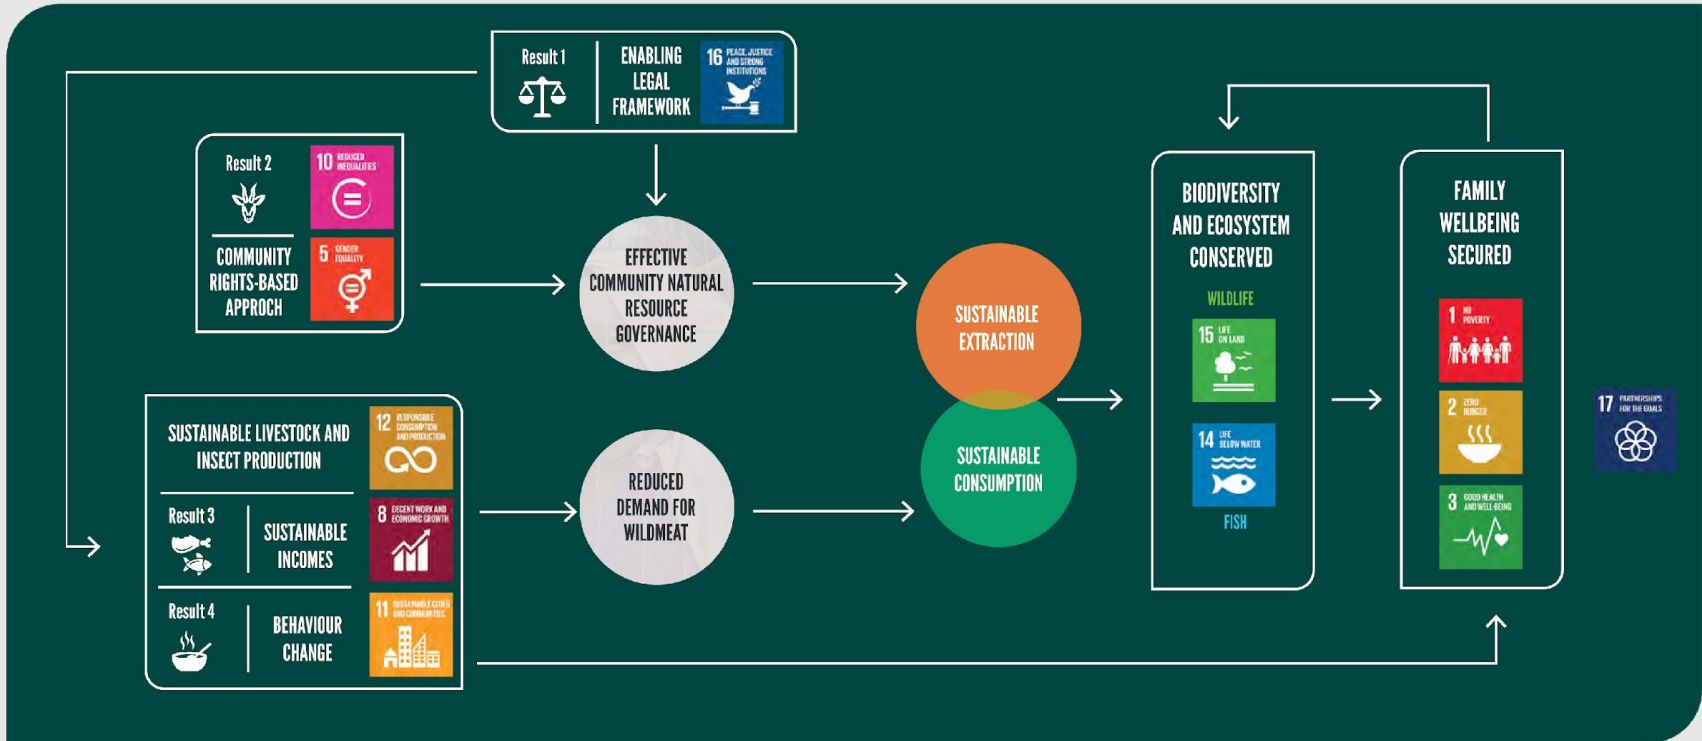 Result 1
ENABLING
LEGAL
FRAMEWORK
16 PEACE, JUSTICE
AND STRONG
INSTITUTIONS
Result 2
10 REDUCED
INEQUALITIES
COMMUNITY
RIGHTS-BASED
APPROCH
5 GENDER
EQUALITY
EFFECTIVE
COMMUNITY NATURAL
RESOURCE
GOVERNANCE
SUSTAINABLE LIVESTOCK AND
INSECT PRODUCTION
12 RESPONSIBLE
CONSUMPTION
AND PRODUCTION
Result 3
SUSTAINABLE
INCOMES
8 DECENT WORK AND
ECONOMIC GROWTH
Result 4
BEHAVIOUR
CHANGE
11 SUSTAINABLE CITIES
AND COMMUNITIES
REDUCED
DEMAND FOR
WILDMEAT
SUSTAINABLE
EXTRACTION
SUSTAINABLE
CONSUMPTION
BIODIVERSITY
AND ECOSYSTEM
CONSERVED
WILDLIFE
15 LIFE
ON LAND
14 LIFE
BELOW WATER
FISH
FAMILY
WELLBEING
SECURED
1 NO
POVERTY
2 ZERO
HUNGER
3 GOOD HEALTH
AND WELL-BEING
17 PARTNERSHIPS
FOR THE GOALS